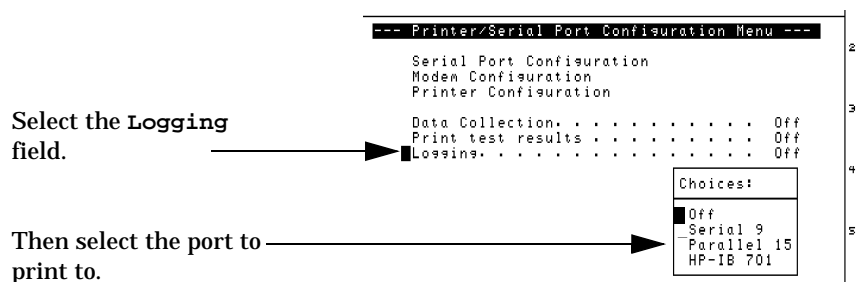 --- Printer/Serial Port Configuration Menu ---
Serial Port Configuration
Modem Configuration
Printer Configuration
Select the Logging
field.
Data Collection. . . . . . . . . . . . Off
Print test results . . . . . . . . . Off
Logging. . . . . . . . . . . . . . . . Off
Choices:
Off
Serial 9
Parallel 15
HP-IB 701
Then select the port to
print to.
2
3
4
5